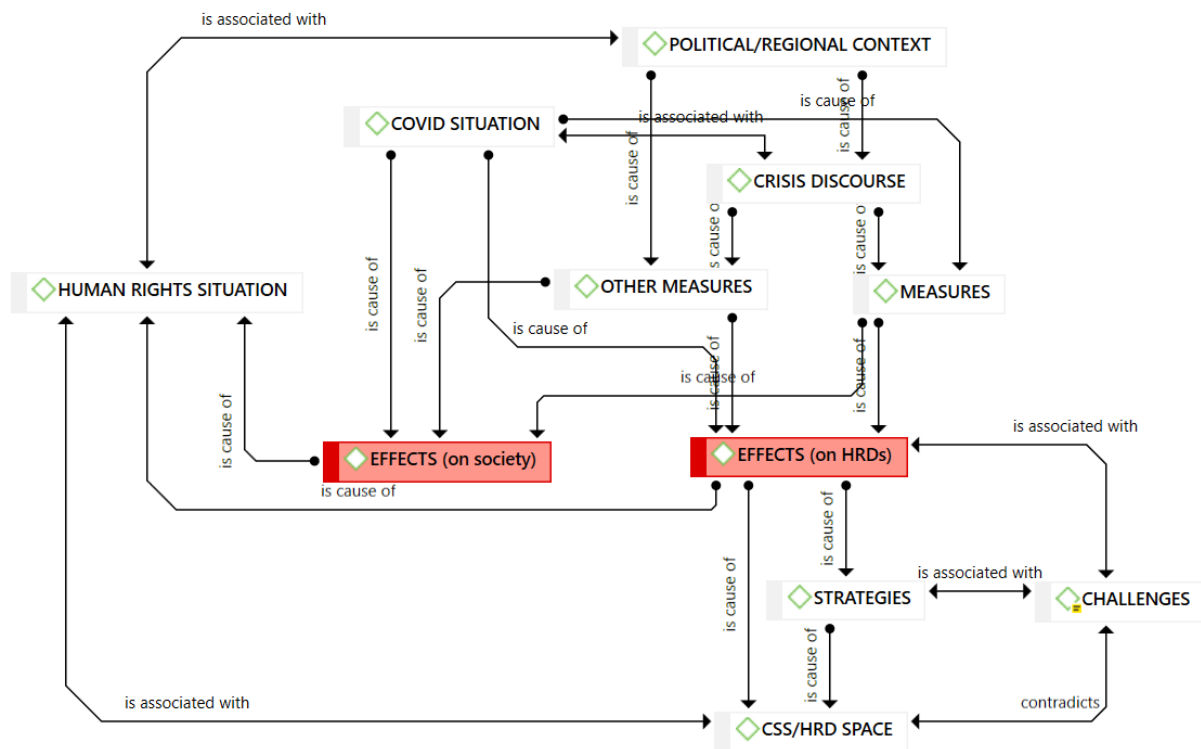 is associated with
POLITICAL/REGIONAL CONTEXT
is cause of
is cause of
is cause of
COVID SITUATION
is associated with
CRISIS DISCOURSE
is cause of
is cause o
is cause o
HUMAN RIGHTS SITUATION
OTHER MEASURES
MEASURES
is cause of
is cause of
is cause of
is cause of
is cause of
is cause of
is cause of
EFFECTS (on society)
EFFECTS (on HRDs)
is associated with
is cause of
is cause of
is cause of
is associated with
STRATEGIES
CHALLENGES
is cause of
is associated with
contradicts
CSS/HRD SPACE